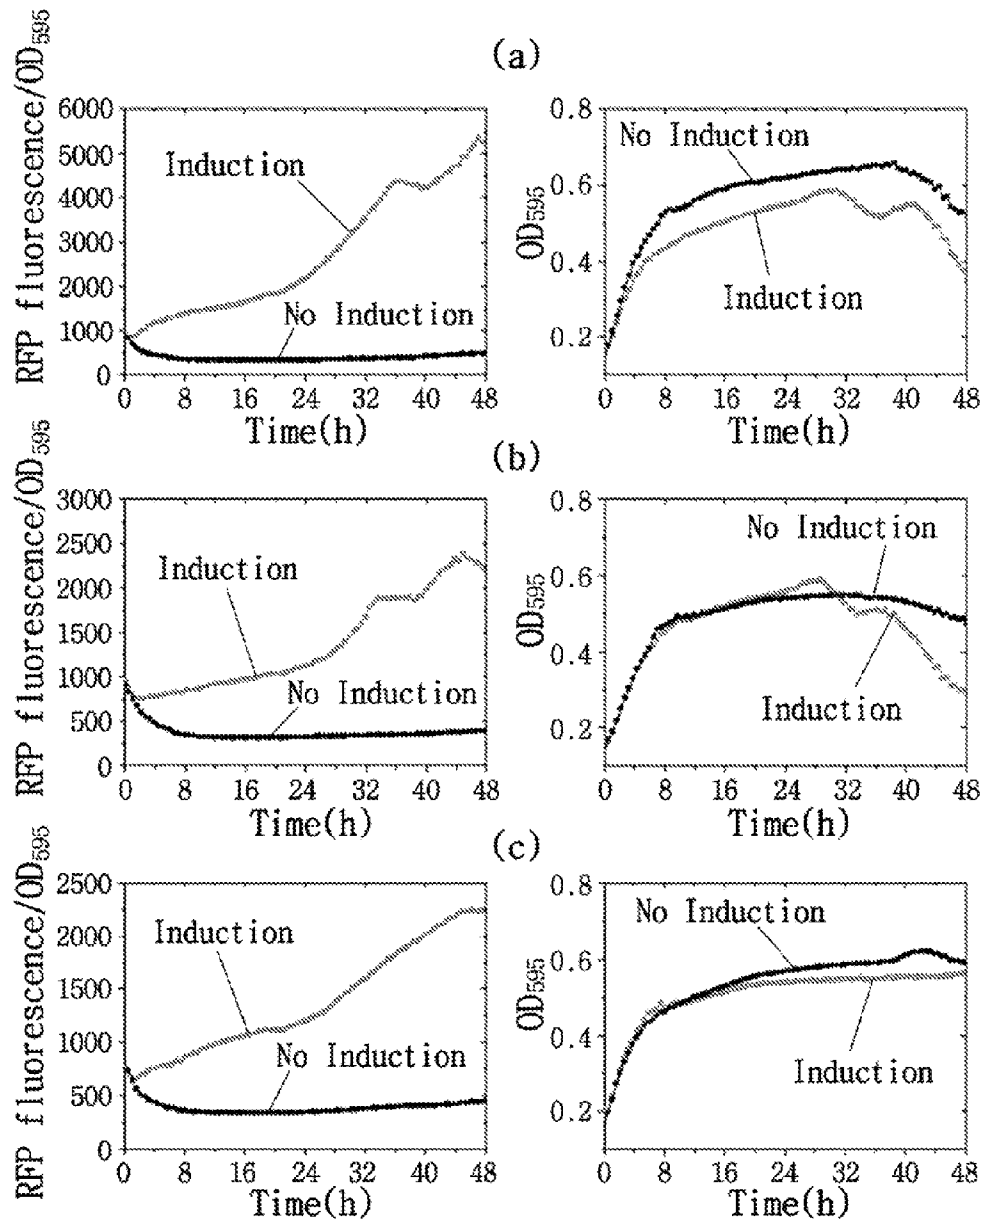 (a)
RFP fluorescence/OD595
6000
5000
4000
3000
2000
1000
0
Induction
No Induction
0 8 16 24 32 40 48
Time(h)
OD595
0.8
0.6
0.4
0.2
No Induction
Induction
0 8 16 24 32 40 48
Time(h)
(b)
RFP fluorescence/OD595
3000
2500
2000
1500
1000
500
0
Induction
No Induction
0 8 16 24 32 40 48
Time(h)
OD595
0.8
0.6
0.4
0.2
No Induction
Induction
0 8 16 24 32 40 48
Time(h)
(c)
RFP fluorescence/OD595
2500
2000
1500
1000
500
0
Induction
No Induction
0 8 16 24 32 40 48
Time(h)
OD595
0.8
0.6
0.4
0.2
No Induction
Induction
0 8 16 24 32 40 48
Time(h)